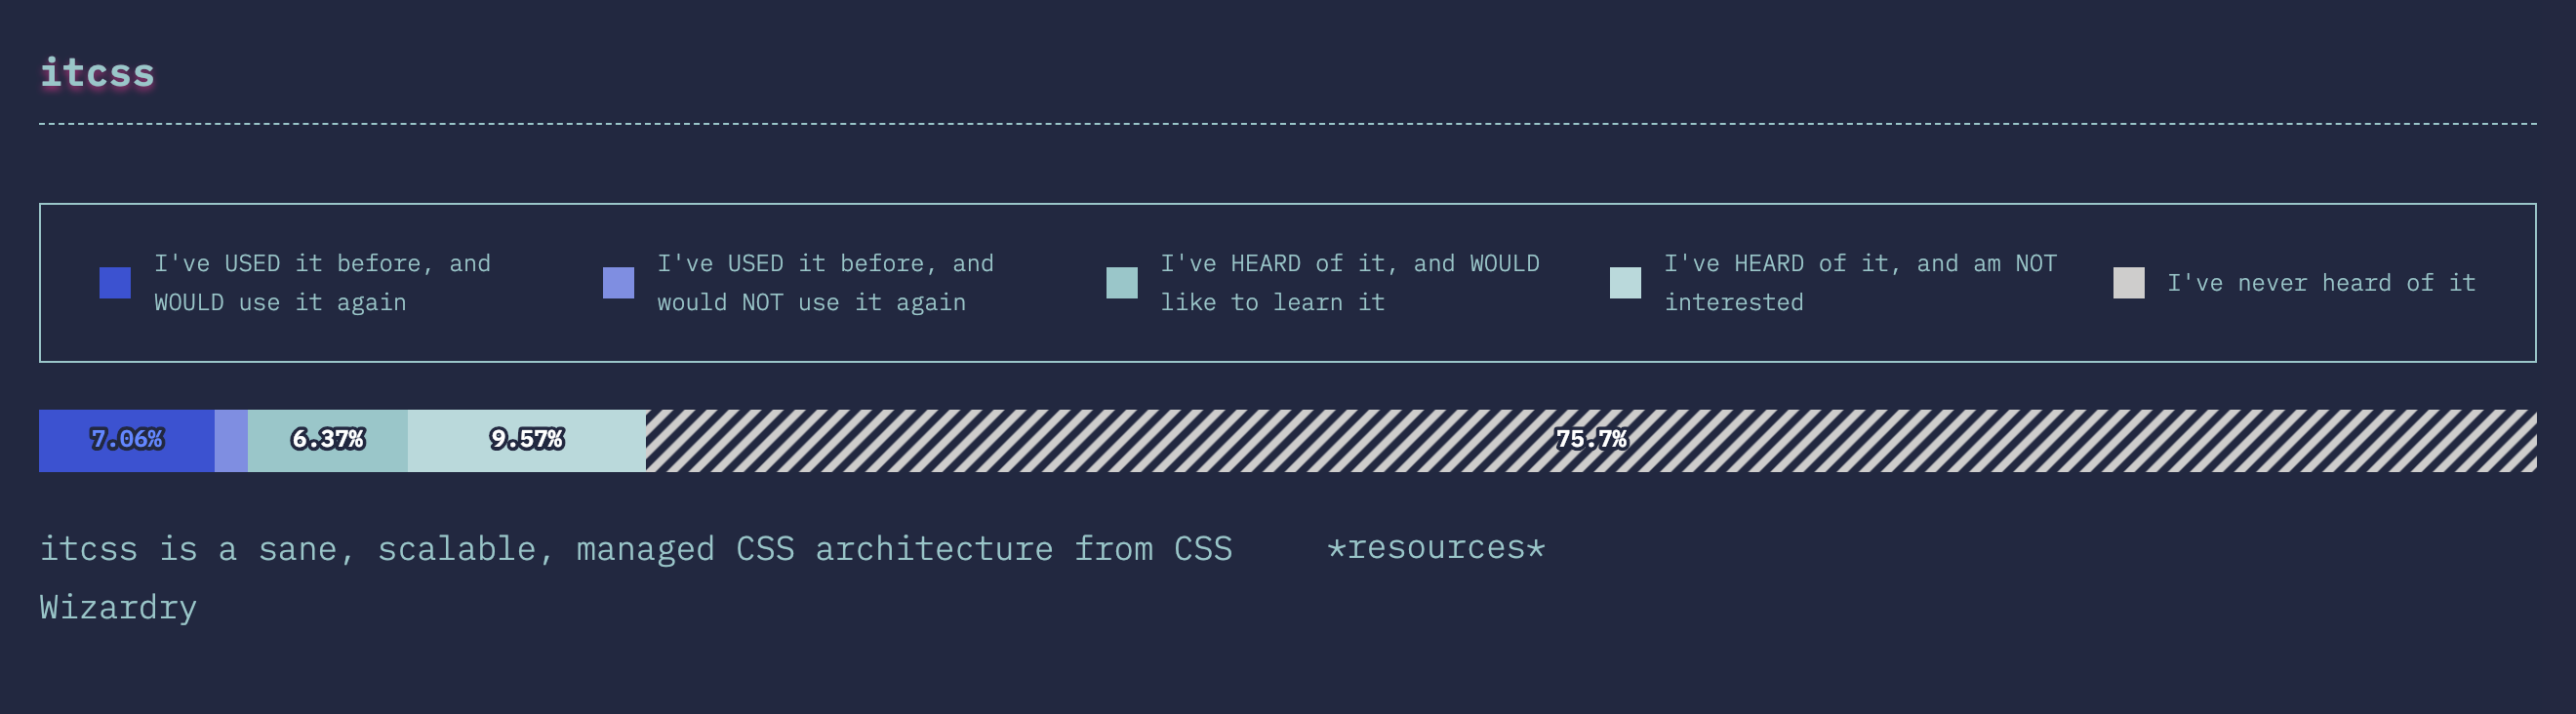 itcss
I've USED it before, and
WOULD use it again
I've USED it before, and
would NOT use it again
I've HEARD of it, and WOULD
like to learn it
I've HEARD of it, and am NOT
interested
I've never heard of it
7.06% 6.37% 9.57% 75.7%
itcss is a sane, scalable, managed CSS architecture from CSS
Wizardry
*resources*